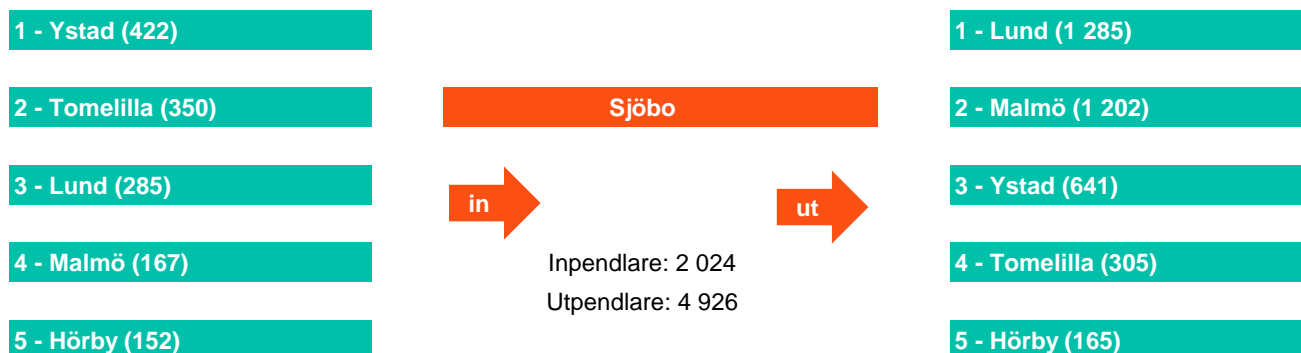 1 - Ystad (422)
2 - Tomelilla (350)
3 - Lund (285)
4 - Malmö (167)
5 - Hörby (152)
Sjöbo
in
ut
Inpendlare: 2 024
Utpendlare: 4 926
1 - Lund (1 285)
2 - Malmö (1 202)
3 - Ystad (641)
4 - Tomelilla (305)
5 - Hörby (165)